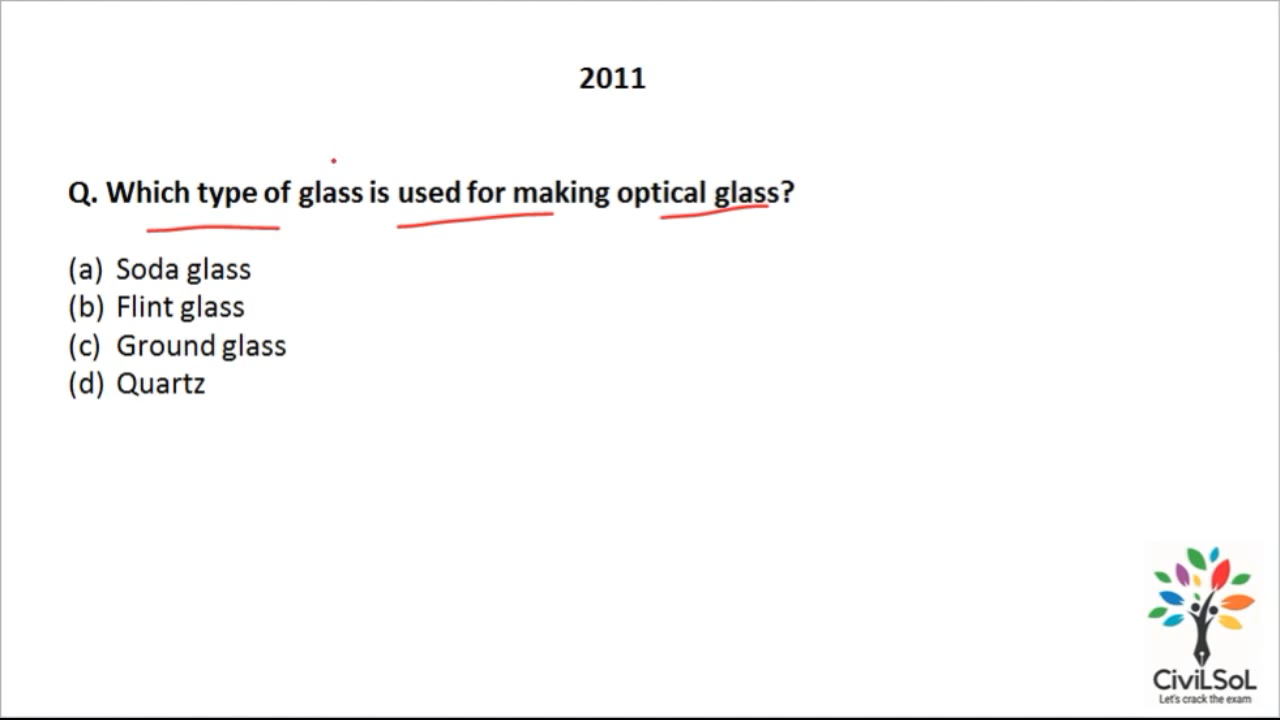 2011
Q. Which type of glass is used for making optical glass?
(a) Soda glass
(b) Flint glass
(c) Ground glass
(d) Quartz
CiviLSoL
Let's crack the exam